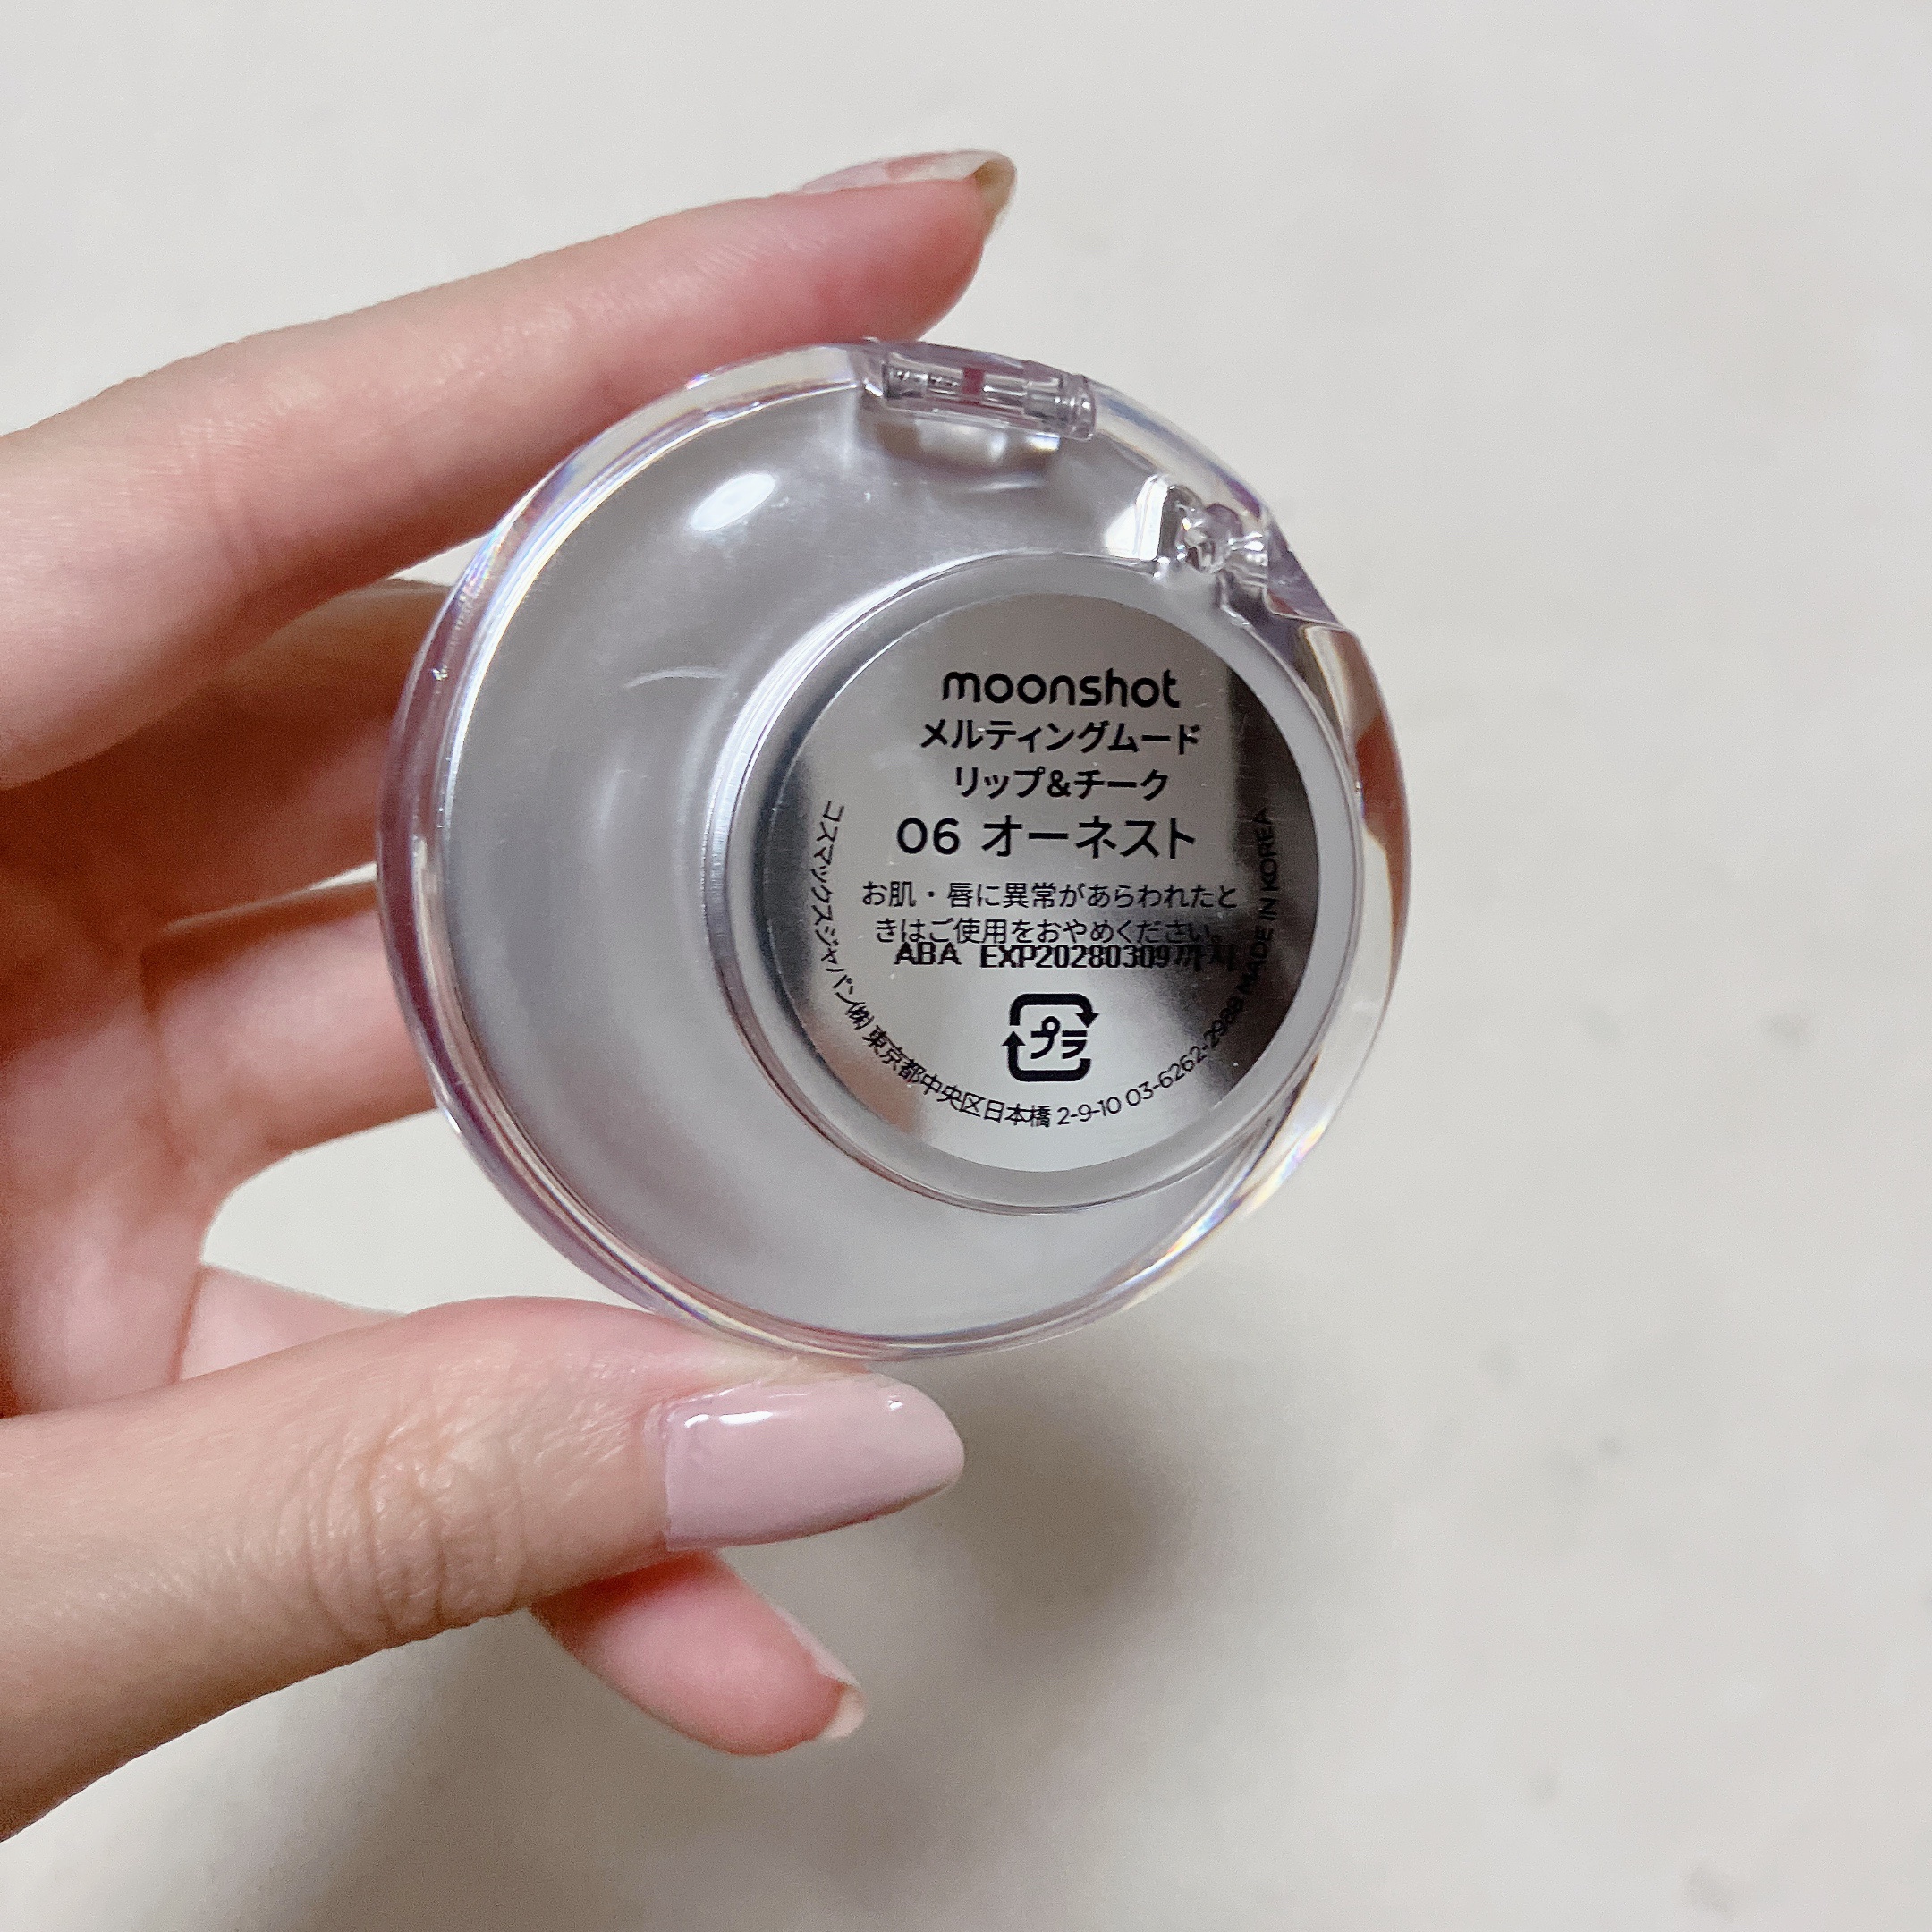 moonshot
メルティングムード
リップ&チーク
06 オーネスト
お肌・唇に異常があらわれたと
きはご使用をおやめください。
ABA EXP20280309까지
プラ
コスマックスジャパン㈱ 東京都中央区日本橋 2-9-10 03-6262-2988 MADE IN KOREA